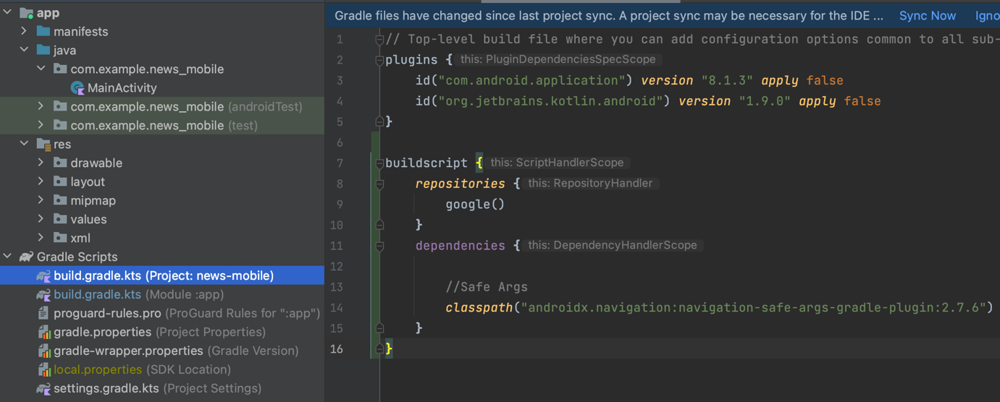 app
manifests
java
com.example.news_mobile
MainActivity
com.example.news_mobile (androidTest)
com.example.news_mobile (test)
res
drawable
layout
mipmap
values
xml
Gradle Scripts
build.gradle.kts (Project: news-mobile)
build.gradle.kts (Module :app)
proguard-rules.pro (ProGuard Rules for ":app")
gradle.properties (Project Properties)
gradle-wrapper.properties (Gradle Version)
local.properties (SDK Location)
settings.gradle.kts (Project Settings)
Gradle files have changed since last project sync. A project sync may be necessary for the IDE ... Sync Now Igno
1 // Top-level build file where you can add configuration options common to all sub-
2 plugins { this: PluginDependenciesSpecScope
3 id("com.android.application") version "8.1.3" apply false
4 id("org.jetbrains.kotlin.android") version "1.9.0" apply false
5 }
6
7 buildscript { this: ScriptHandlerScope
8 repositories { this: RepositoryHandler
9 google()
10 }
11 dependencies { this: DependencyHandlerScope
12
13 //Safe Args
14 classpath("androidx.navigation:navigation-safe-args-gradle-plugin:2.7.6")
15 }
16 }